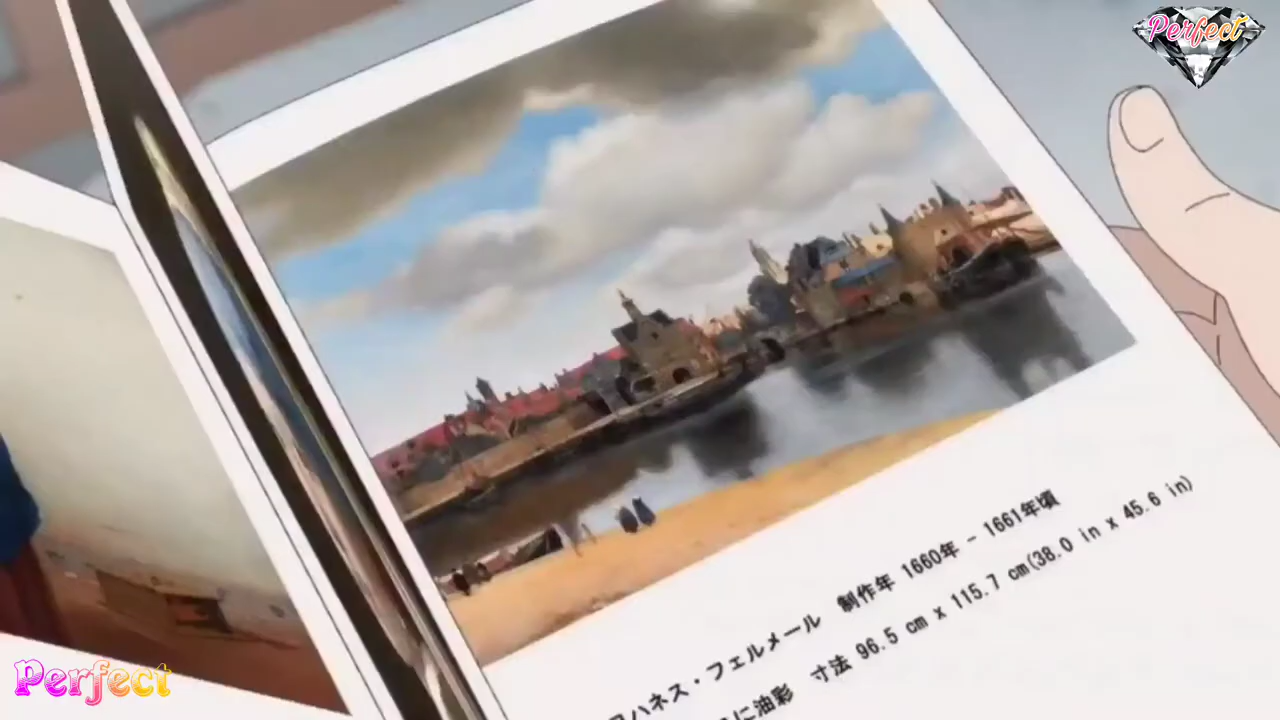 Perfect
ヨハネス・フェルメール 制作年 1660年 - 1661年頃
に油彩 寸法 96.5 cm x 115.7 cm(38.0 in x 45.6 in)
Perfect